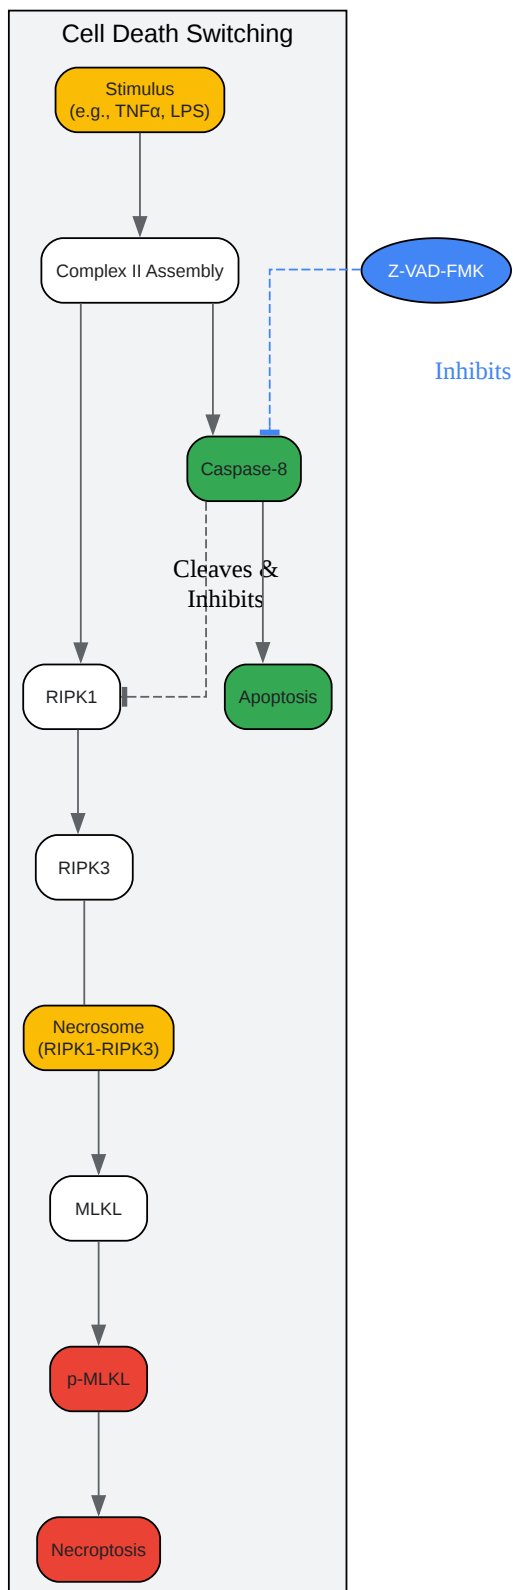 Cell Death Switching
Stimulus
(e.g., TNFα, LPS)
Complex II Assembly
Z-VAD-FMK
Inhibits
Caspase-8
Cleaves &
Inhibits
RIPK1
Apoptosis
RIPK3
Necrosome
(RIPK1-RIPK3)
MLKL
p-MLKL
Necroptosis